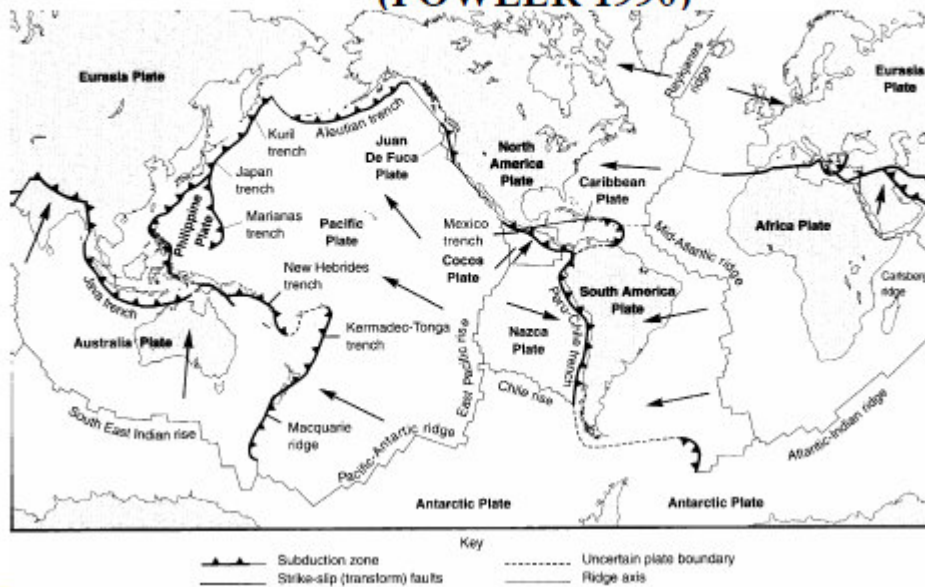 (FOWLER 1990)
Eurasia Plate
Reykjanes
ridge
Eurasia
Plate
Aleutian trench
Kuril
trench
Juan
De Fuca
Plate
North
America
Plate
Japan
trench
Caribbean
Plate
Philippine
Plate
Marianas
trench
Pacific
Plate
Mexico
trench
Africa Plate
Mid-Atlantic ridge
Cocos
Plate
New Hebrides
trench
Carlsberg
ridge
Java trench
Peru-Chile trench
South America
Plate
Kermadec-Tonga
trench
Australia Plate
Nazca
Plate
East Pacific rise
Chile rise
South East Indian rise
Macquarie
ridge
Pacific-Antartic ridge
Atlantic-Indian ridge
Antarctic Plate
Antarctic Plate
Key
Subduction zone
Uncertain plate boundary
Strike-slip (transform) faults
Ridge axis